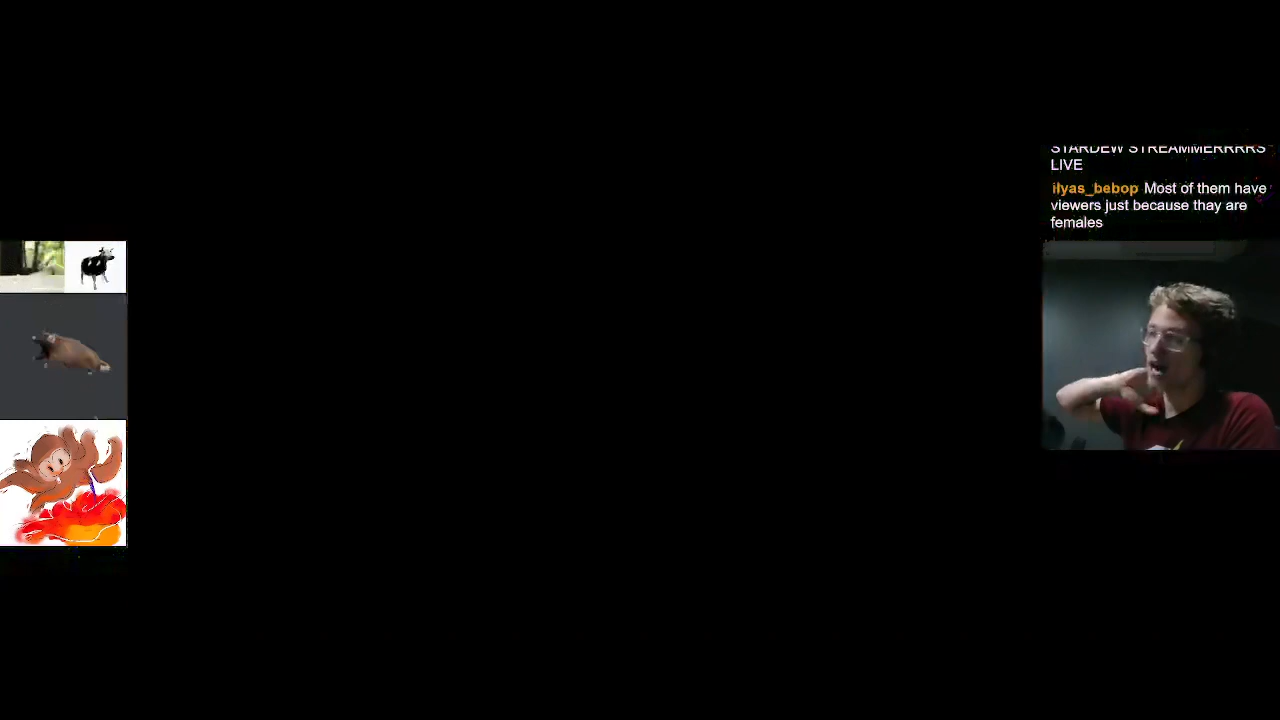 STARDEW STREAMMERRRRS
LIVE
ilyas_bebop Most of them have
viewers just because thay are
females